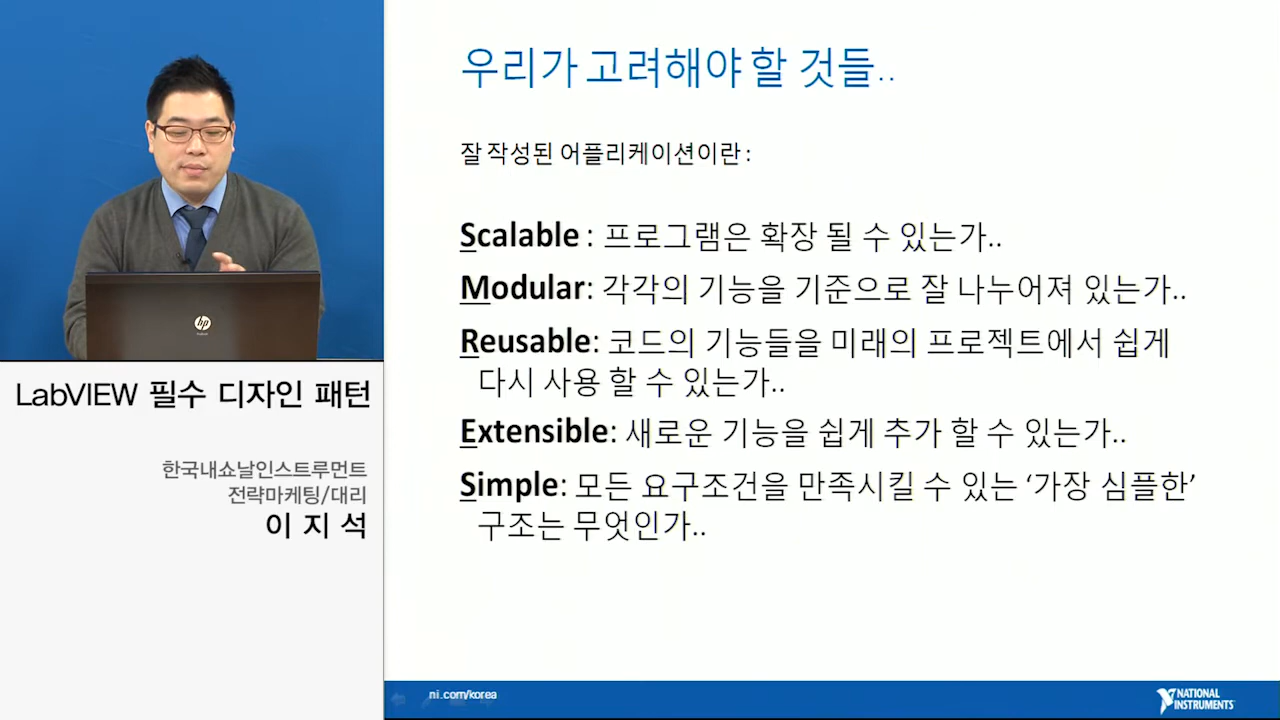 우리가 고려해야 할 것들..
잘 작성된 어플리케이션이란 :
Scalable : 프로그램은 확장 될 수 있는가..
Modular: 각각의 기능을 기준으로 잘 나누어져 있는가..
Reusable: 코드의 기능들을 미래의 프로젝트에서 쉽게
다시 사용 할 수 있는가..
Extensible: 새로운 기능을 쉽게 추가 할 수 있는가..
Simple: 모든 요구조건을 만족시킬 수 있는 ‘가장 심플한’
구조는 무엇인가..
hp
LabVIEW 필수 디자인 패턴
한국내쇼날인스트루먼트
전략마케팅/대리
이 지 석
ni.com/korea
NATIONAL
INSTRUMENTS